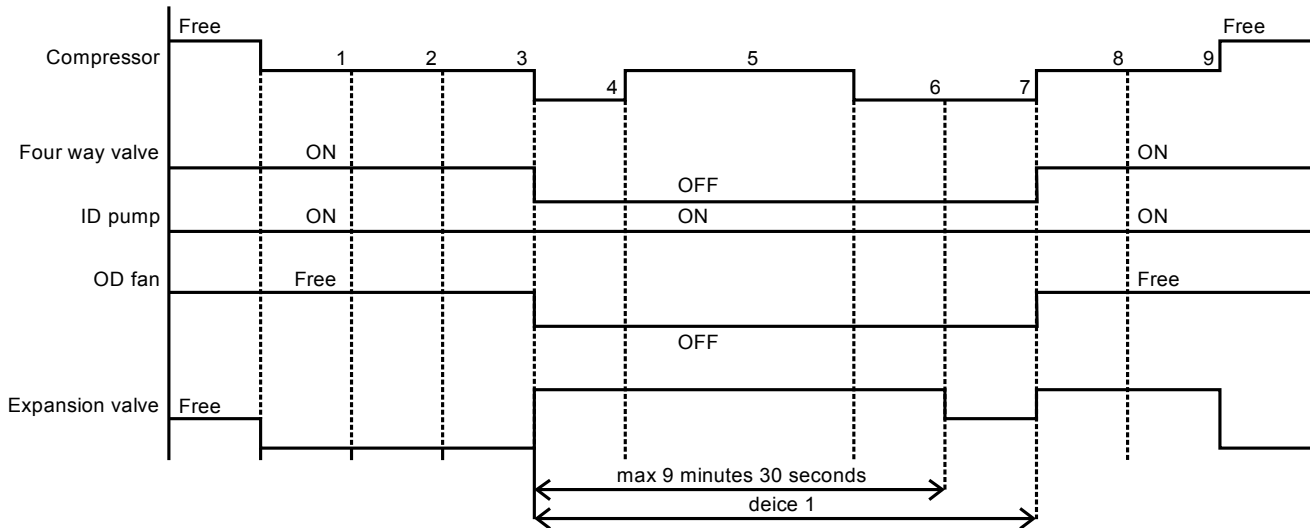 Free Free
Compressor 1 2 3 4 5 6 7 8 9
Four way valve ON OFF ON
ID pump ON ON ON
OD fan Free OFF Free
Expansion valve Free
max 9 minutes 30 seconds
deice 1